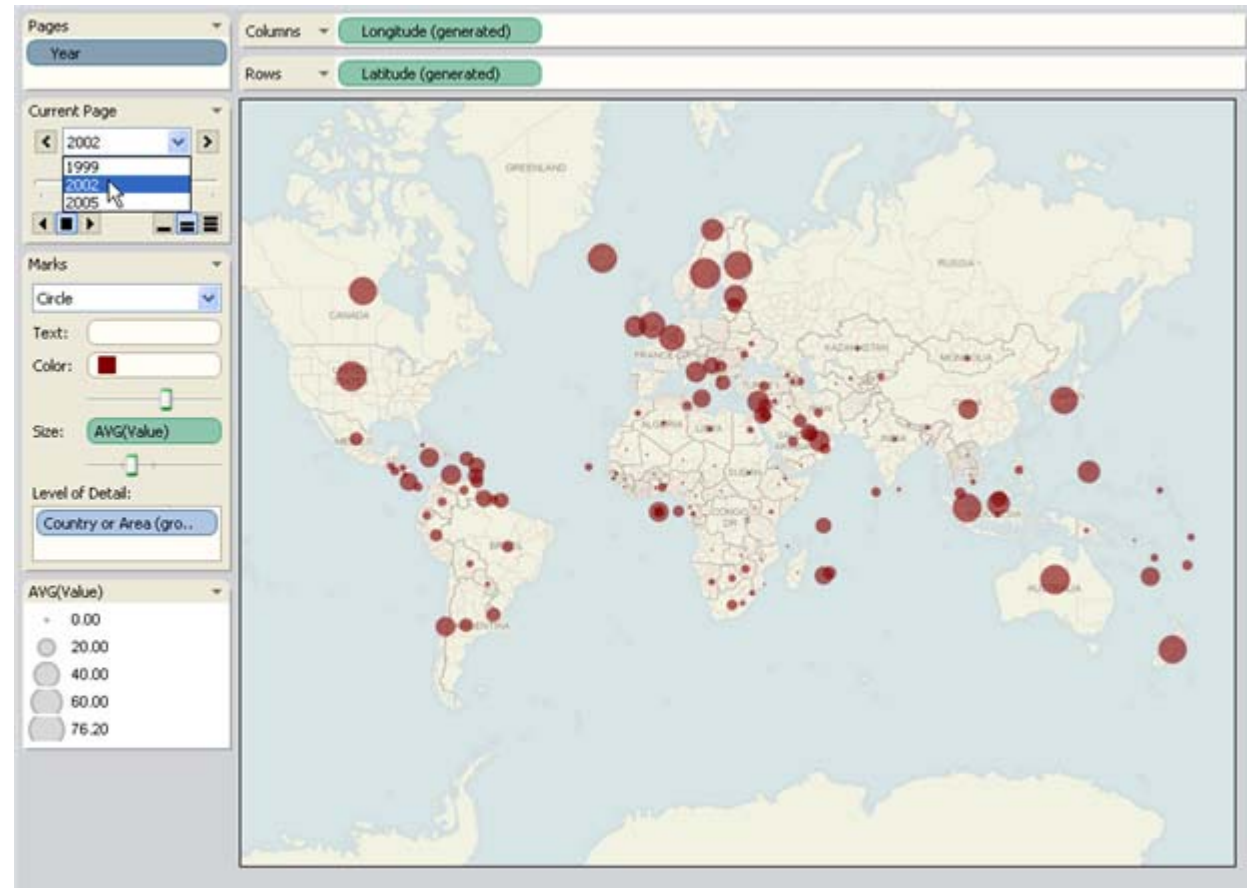 Pages
Year
Columns
Longitude (generated)
Rows
Latitude (generated)
Current Page
2002
1999
2002
2005
Marks
Circle
Text:
Color:
Size:
AVG(Value)
Level of Detail:
Country or Area (gro..
AVG(Value)
0.00
20.00
40.00
60.00
76.20
GREENLAND
RUSSIA
CANADA
KAZAKHSTAN
MONGOLIA
ALGERIA
LIBYA
INDIA
SUDAN
CONGO
DR